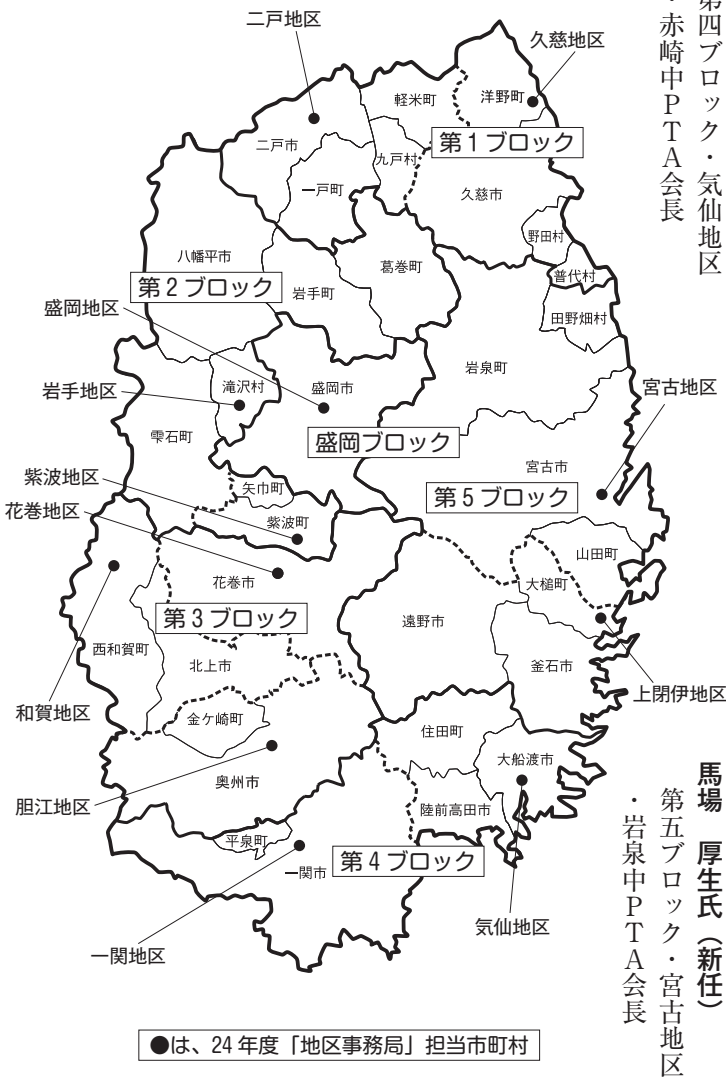 第四ブロック・気仙地区
・赤崎中PTA会長
二戸地区
久慈地区
軽米町
洋野町
第1ブロック
二戸市
九戸村
一戸町
久慈市
野田村
八幡平市
葛巻町
普代村
第2ブロック
岩手町
田野畑村
盛岡地区
岩泉町
滝沢村
盛岡市
宮古地区
岩手地区
雫石町
盛岡ブロック
宮古市
紫波地区
矢巾町
第5ブロック
花巻地区
紫波町
山田町
花巻市
大槌町
第3ブロック
遠野市
西和賀町
北上市
釜石市
上閉伊地区
和賀地区
金ケ崎町
住田町
大船渡市
奥州市
胆江地区
陸前高田市
平泉町
第4ブロック
一関市
気仙地区
一関地区
馬場 厚生氏(新任)
第五ブロック・宮古地区
・岩泉中PTA会長
●は、24年度「地区事務局」担当市町村